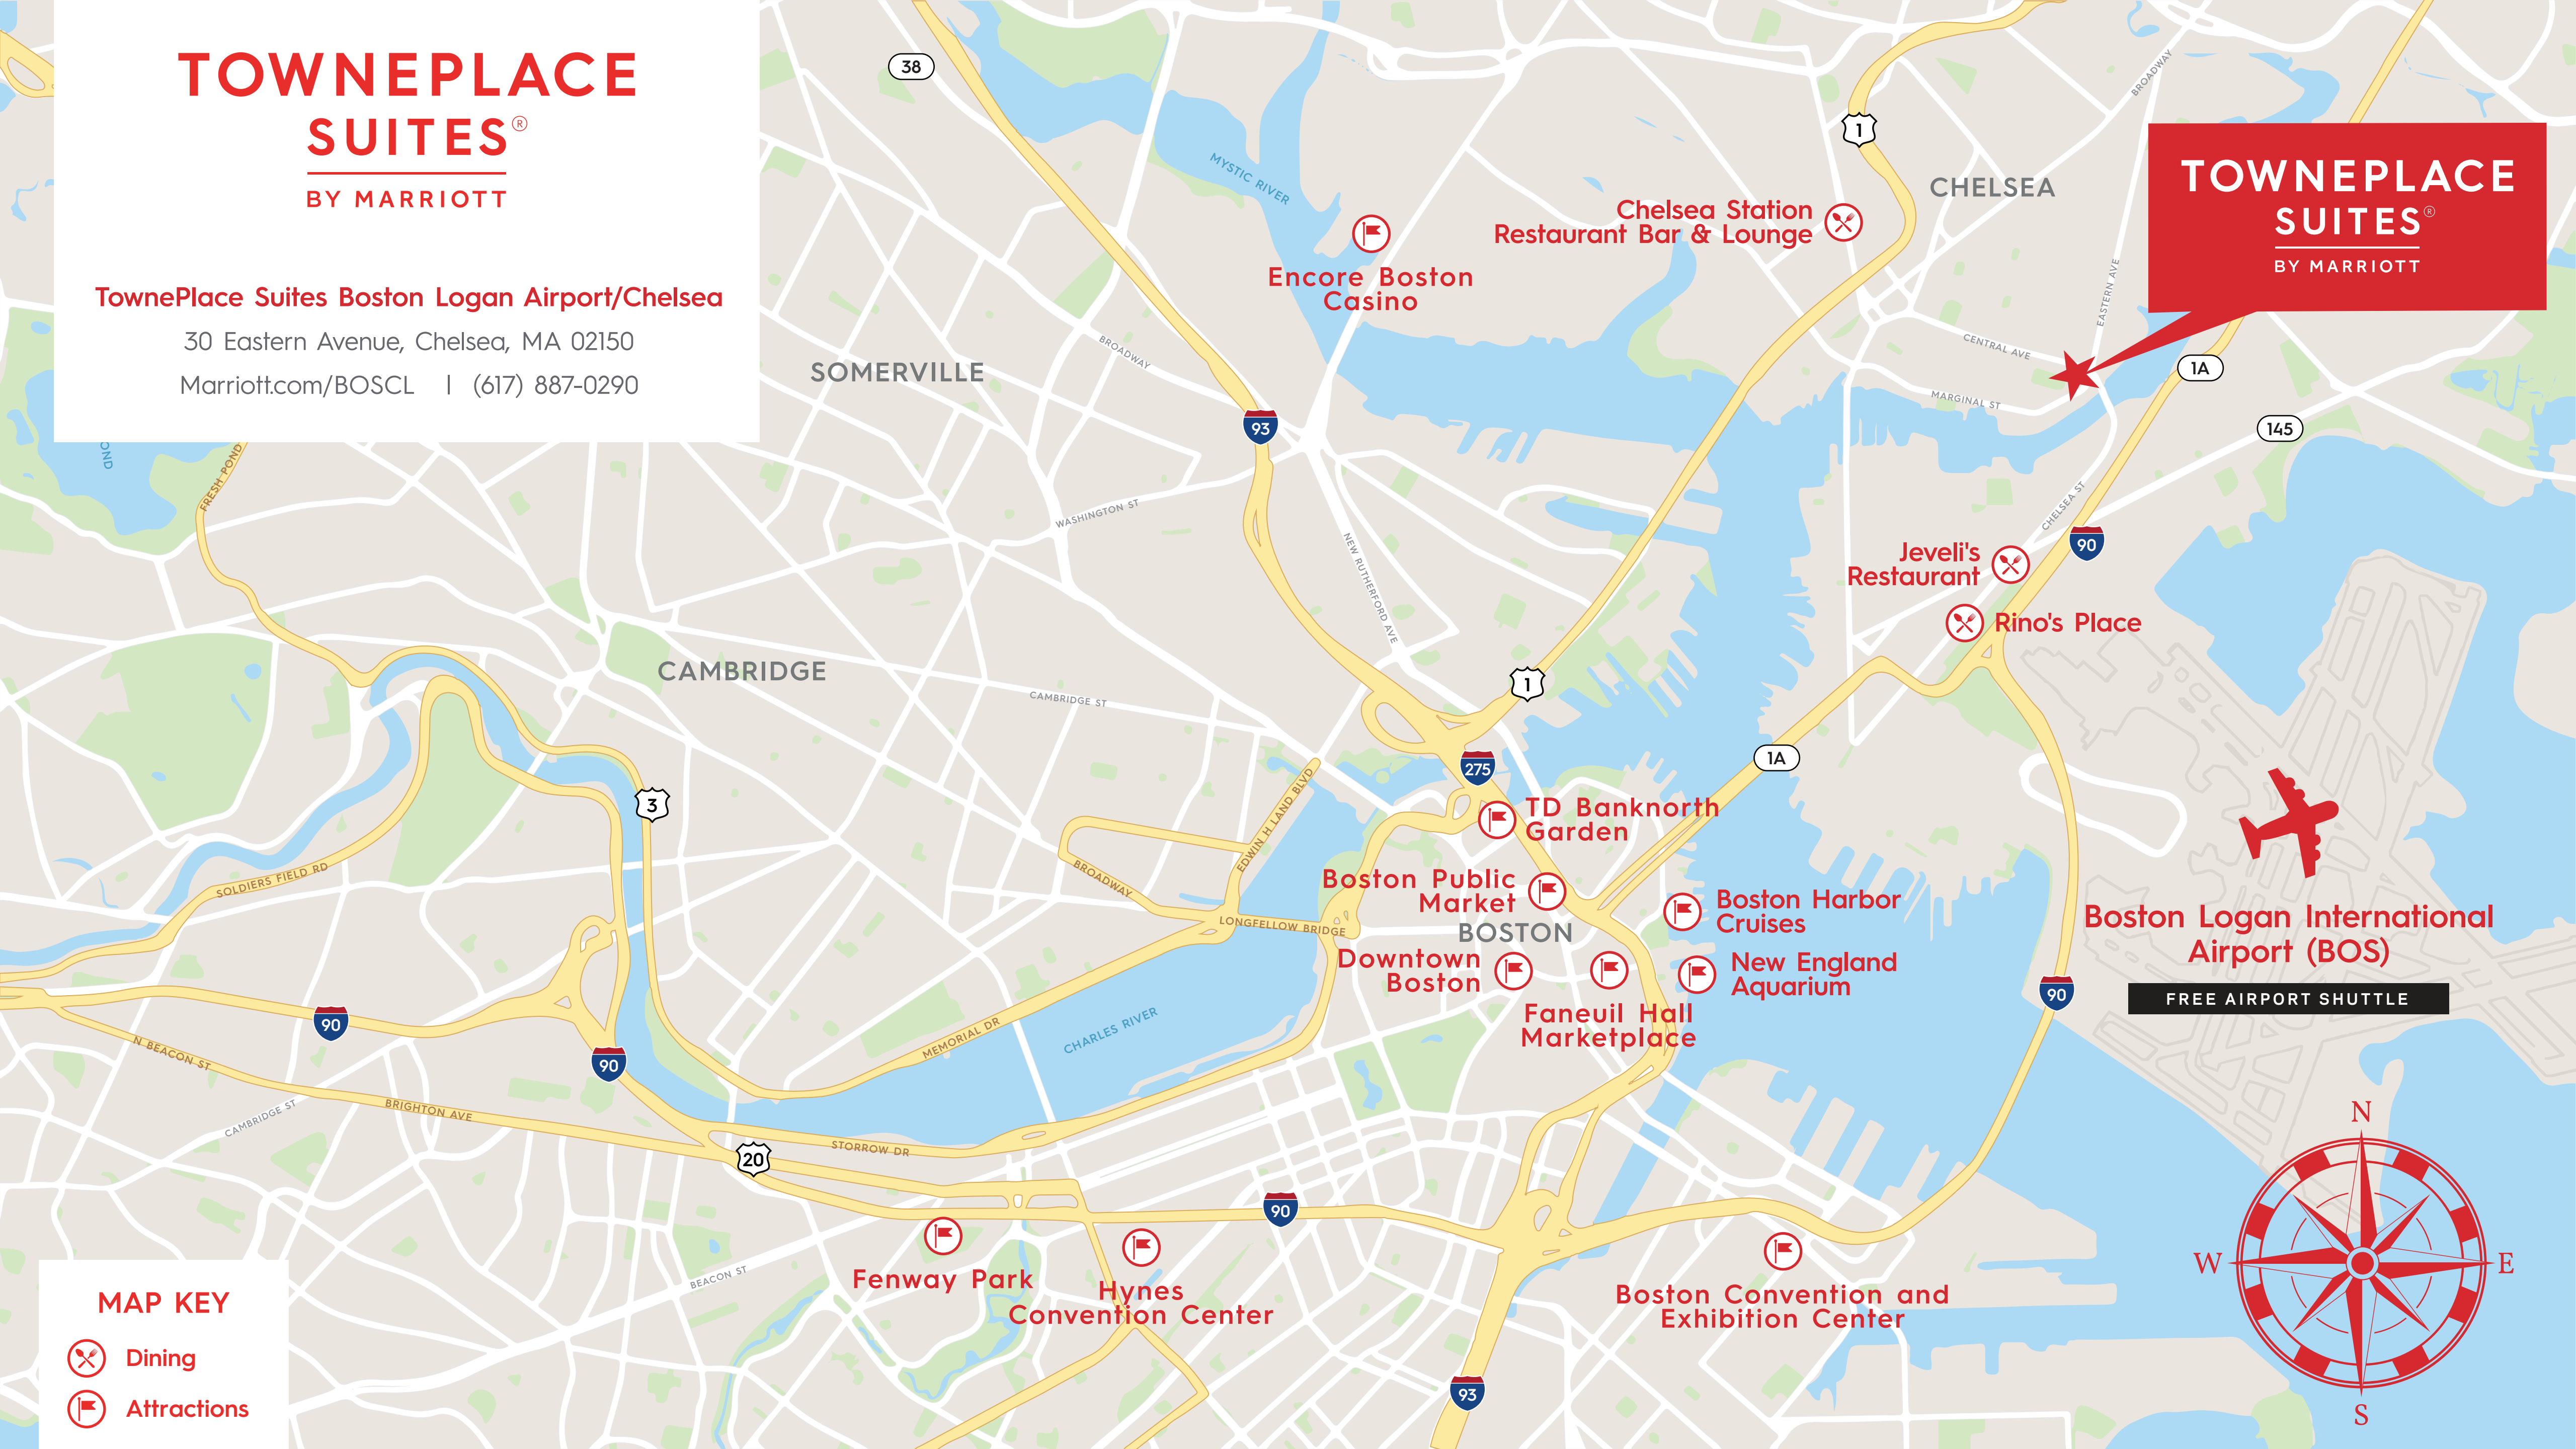 TOWNEPLACE
SUITES®
BY MARRIOTT
TownePlace Suites Boston Logan Airport/Chelsea
30 Eastern Avenue, Chelsea, MA 02150
Marriott.com/BOSCL | (617) 887-0290
38
1
BROADWAY
MYSTIC RIVER
CHELSEA
TOWNEPLACE
SUITES®
BY MARRIOTT
Chelsea Station
Restaurant Bar & Lounge
Encore Boston
Casino
EASTERN AVE
CENTRAL AVE
MARGINAL ST
1A
145
SOMERVILLE
BROADWAY
93
OND
FRESH POND
WASHINGTON ST
NEW RUTHERFORD AVE
CHELSEA ST
90
Jeveli's
Restaurant
Rino's Place
CAMBRIDGE
CAMBRIDGE ST
1
275
1A
3
EDWIN H LAND BLVD
TD Banknorth
Garden
SOLDIERS FIELD RD
BROADWAY
LONGFELLOW BRIDGE
Boston Public
Market
BOSTON
Boston Harbor
Cruises
Downtown
Boston
New England
Aquarium
Faneuil Hall
Marketplace
Boston Logan International
Airport (BOS)
FREE AIRPORT SHUTTLE
90
90
90
N BEACON ST
MEMORIAL DR
CHARLES RIVER
CAMBRIDGE ST
BRIGHTON AVE
STORROW DR
20
90
BEACON ST
Fenway Park
Hynes
Convention Center
Boston Convention and
Exhibition Center
93
N
W
E
S
MAP KEY
Dining
Attractions